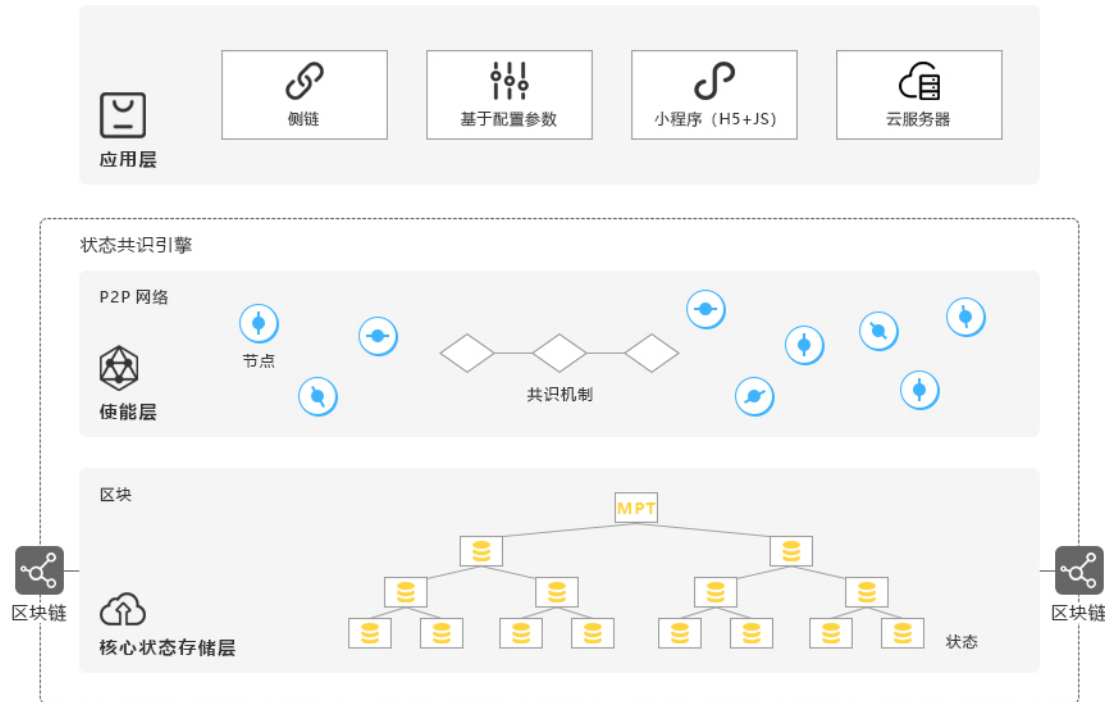 侧链
基于配置参数
小程序（H5+JS）
云服务器
应用层
状态共识引擎
P2P 网络
节点
共识机制
使能层
区块
MPT
区块链
区块链
核心状态存储层
状态